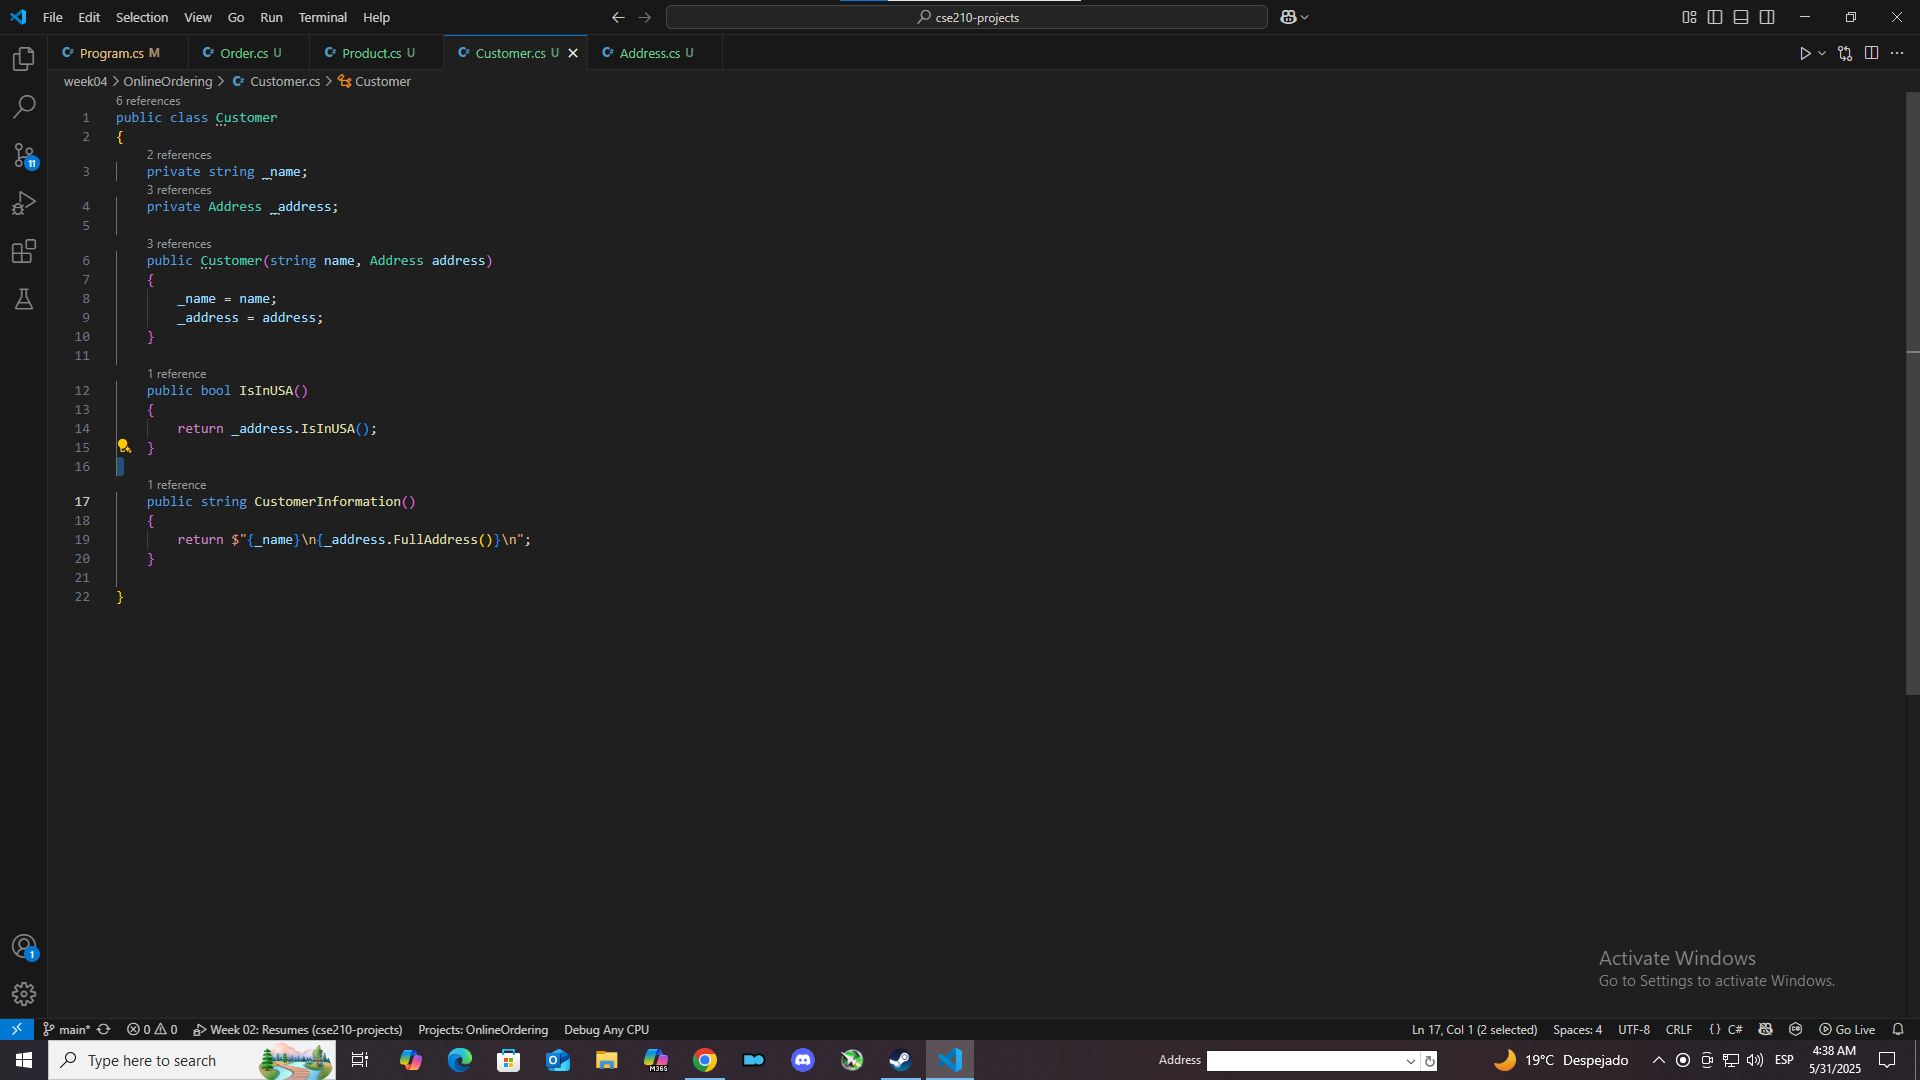 File Edit Selection View Go Run Terminal Help cse210-projects
Program.cs M Order.cs U Product.cs U Customer.cs U Address.cs U
week04 > OnlineOrdering > Customer.cs > Customer
6 references
1 public class Customer
2 {
2 references
3 private string _name;
3 references
4 private Address _address;
5
3 references
6 public Customer(string name, Address address)
7 {
8 _name = name;
9 _address = address;
10 }
11
1 reference
12 public bool IsInUSA()
13 {
14 return _address.IsInUSA();
15 }
16
1 reference
17 public string CustomerInformation()
18 {
19 return $"{_name}\n{_address.FullAddress()}\n";
20 }
21
22 }
11
1
Activate Windows
Go to Settings to activate Windows.
main* 0 0 Week 02: Resumes (cse210-projects) Projects: OnlineOrdering Debug Any CPU Ln 17, Col 1 (2 selected) Spaces: 4 UTF-8 CRLF {} C# Go Live
Type here to search M365 Address 19°C Despejado ESP 4:38 AM
5/31/2025